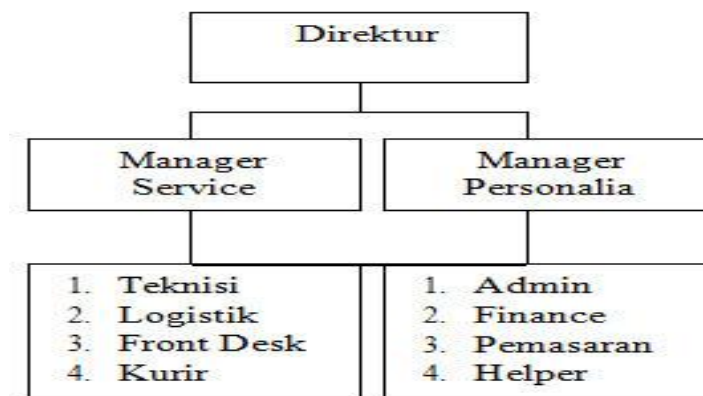 Direktur
Manager
Service
Manager
Personalia
1. Teknisi
2. Logistik
3. Front Desk
4. Kurir
1. Admin
2. Finance
3. Pemasaran
4. Helper